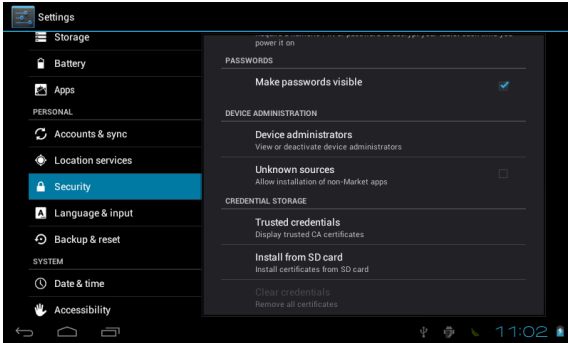 Settings
Storage
Battery
Apps
PERSONAL
Accounts & sync
Location services
Security
Language & input
Backup & reset
SYSTEM
Date & time
Accessibility
power it on
PASSWORDS
Make passwords visible
DEVICE ADMINISTRATION
Device administrators
View or deactivate device administrators
Unknown sources
Allow installation of non-Market apps
CREDENTIAL STORAGE
Trusted credentials
Display trusted CA certificates
Install from SD card
Install certificates from SD card
Clear credentials
Remove all certificates
11:02